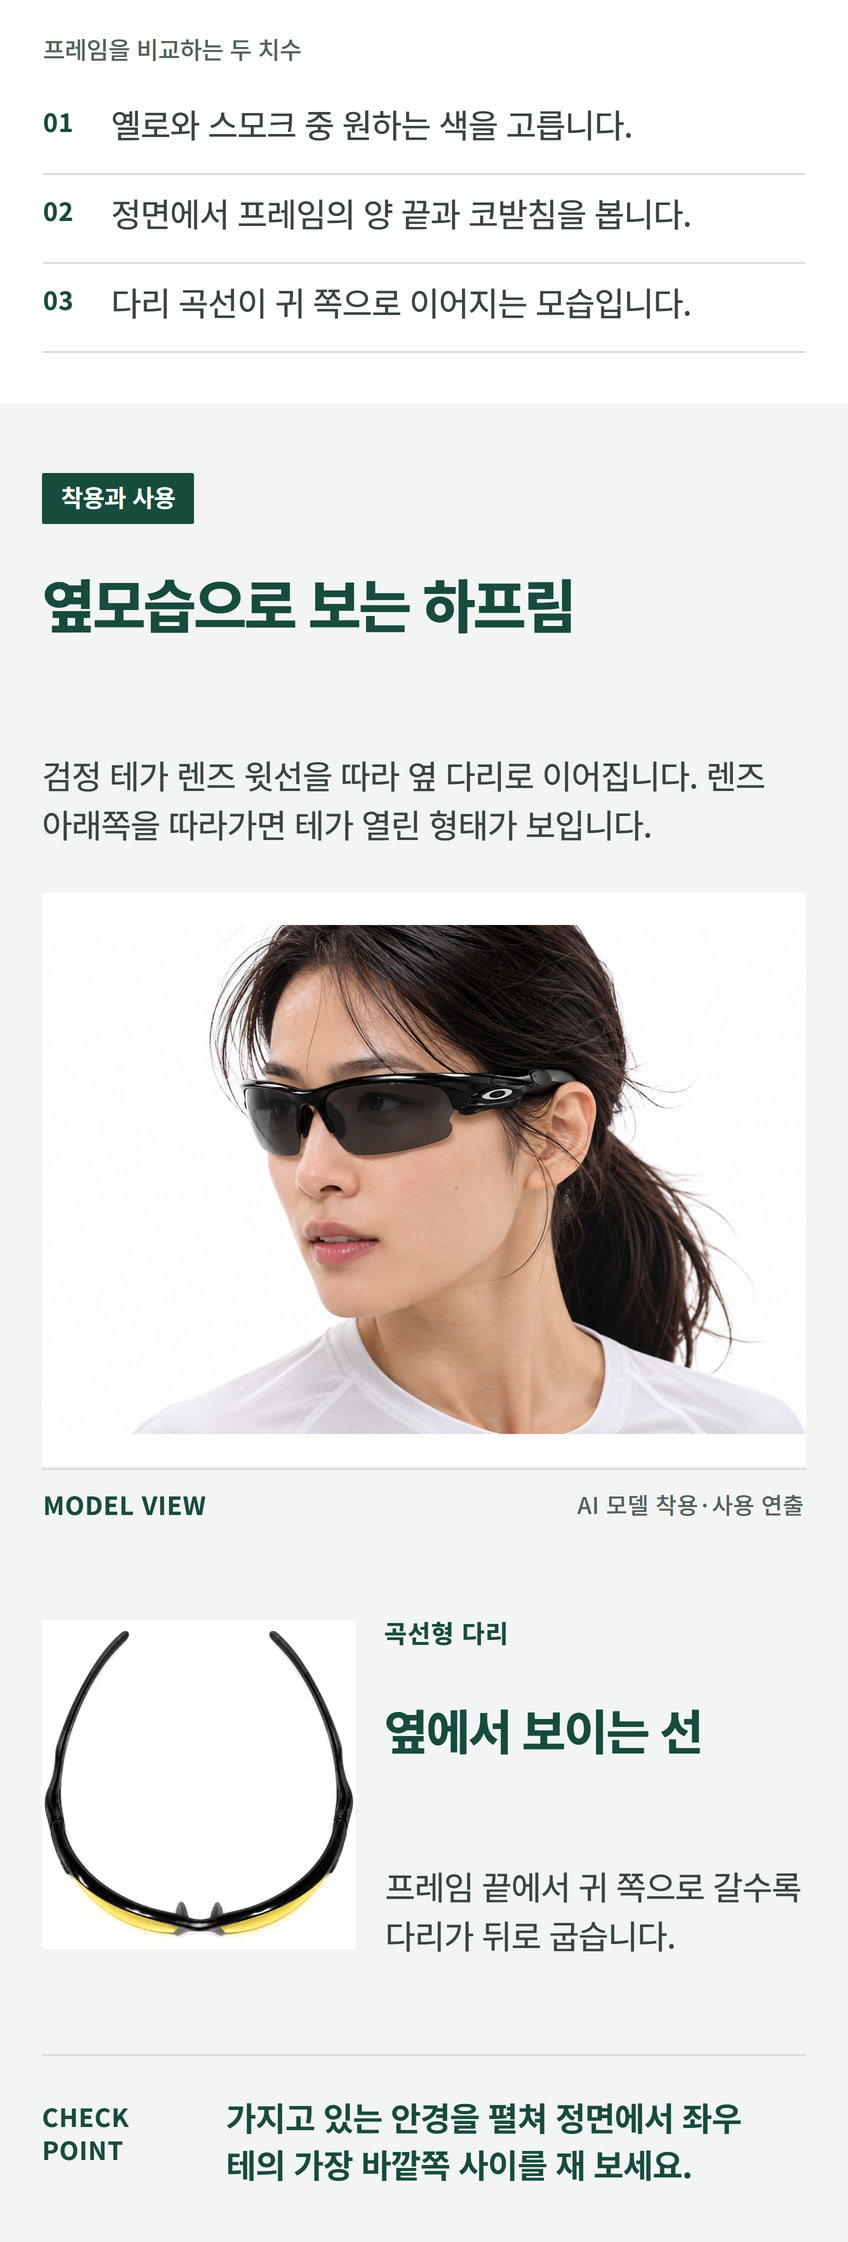 프레임을 비교하는 두 치수
01 옐로와 스모크 중 원하는 색을 고릅니다.
02 정면에서 프레임의 양 끝과 코받침을 봅니다.
03 다리 곡선이 귀 쪽으로 이어지는 모습입니다.
착용과 사용
옆모습으로 보는 하프림
검정 테가 렌즈 윗선을 따라 옆 다리로 이어집니다. 렌즈
아래쪽을 따라가면 테가 열린 형태가 보입니다.
MODEL VIEW
AI 모델 착용·사용 연출
곡선형 다리
옆에서 보이는 선
프레임 끝에서 귀 쪽으로 갈수록
다리가 뒤로 굽습니다.
CHECK
POINT
가지고 있는 안경을 펼쳐 정면에서 좌우
테의 가장 바깥쪽 사이를 재 보세요.